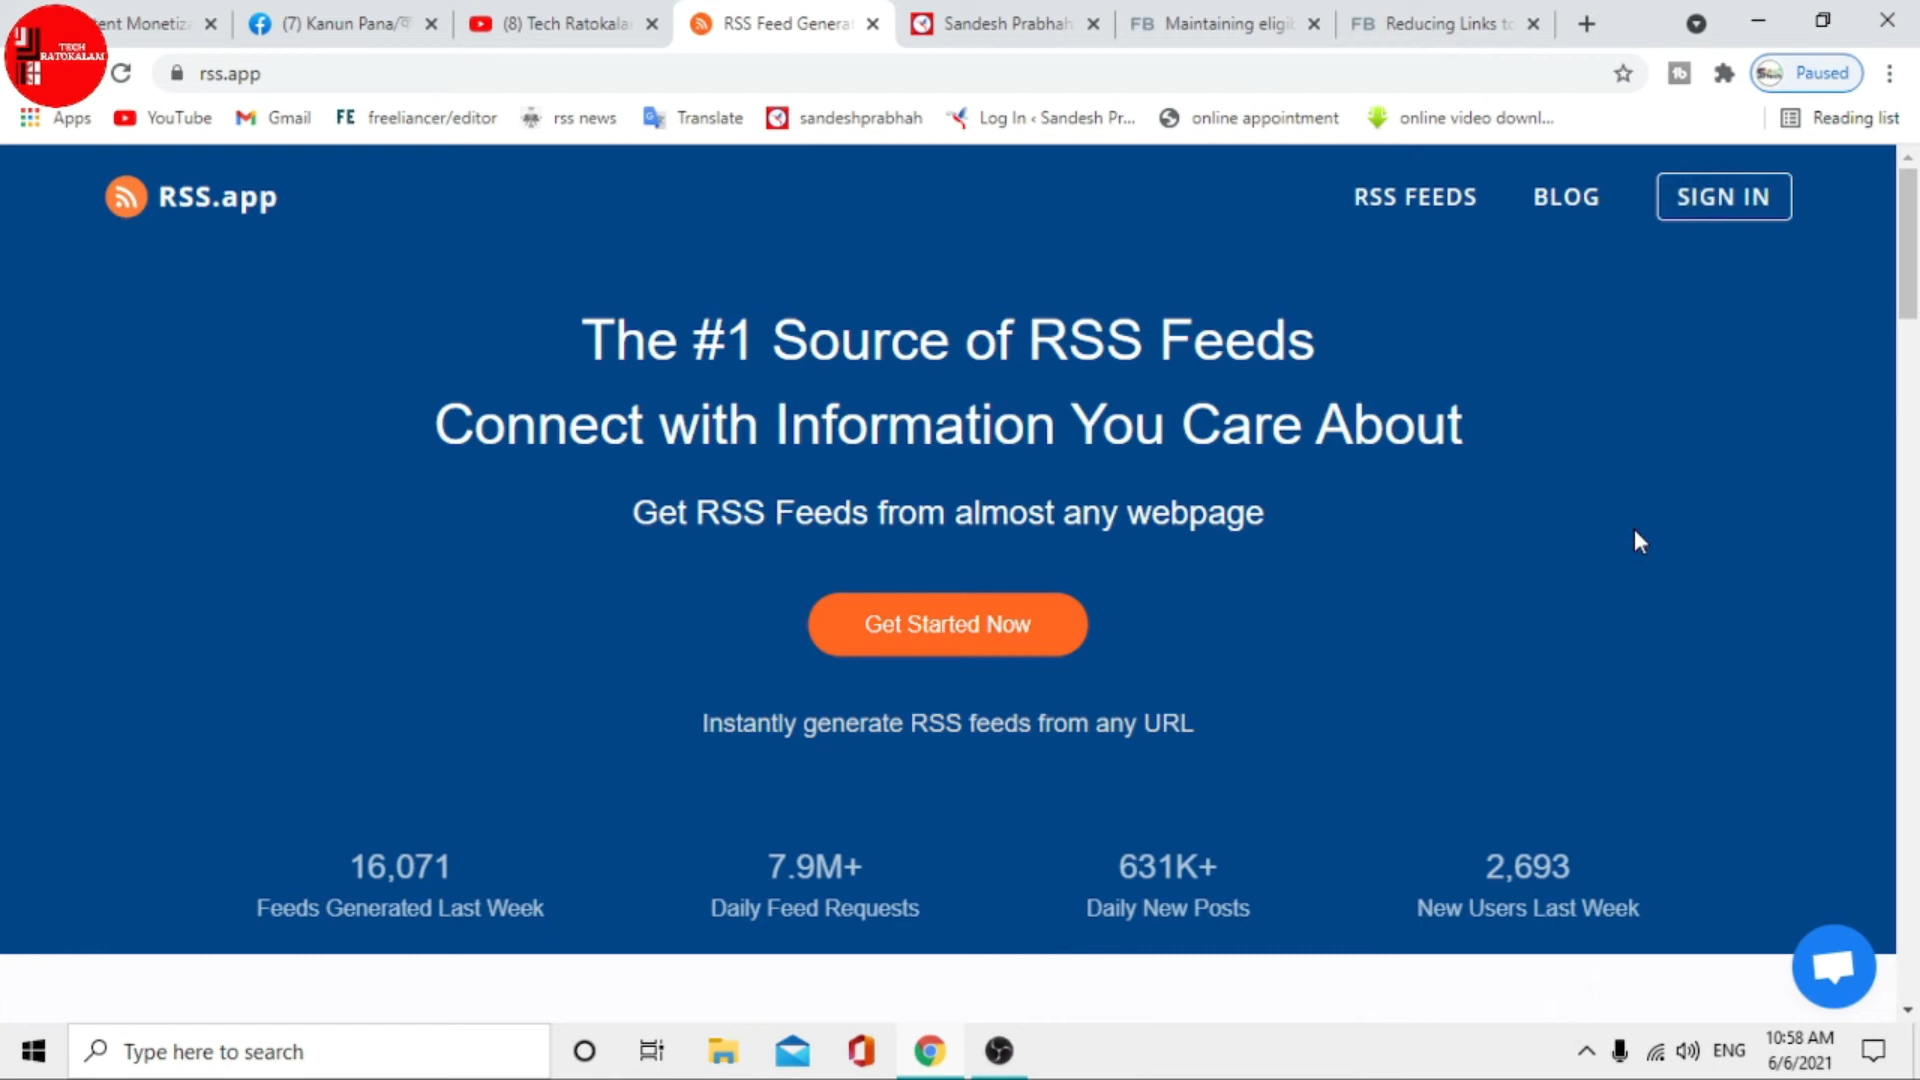 tent Monetiz
(7) Kanun Pana/
(8) Tech Ratokala
RSS Feed Genera
Sandesh Prabhah
FB Maintaining eligi
FB Reducing Links to
TECH
RATOKALAM
rss.app
Paused
Apps
YouTube
Gmail
FE freeliancer/editor
rss news
Translate
sandeshprabhah
Log In ‹ Sandesh Pr...
online appointment
online video downl...
Reading list
RSS.app
RSS FEEDS
BLOG
SIGN IN
The #1 Source of RSS Feeds
Connect with Information You Care About
Get RSS Feeds from almost any webpage
Get Started Now
Instantly generate RSS feeds from any URL
16,071
Feeds Generated Last Week
7.9M+
Daily Feed Requests
631K+
Daily New Posts
2,693
New Users Last Week
Type here to search
ENG
10:58 AM
6/6/2021